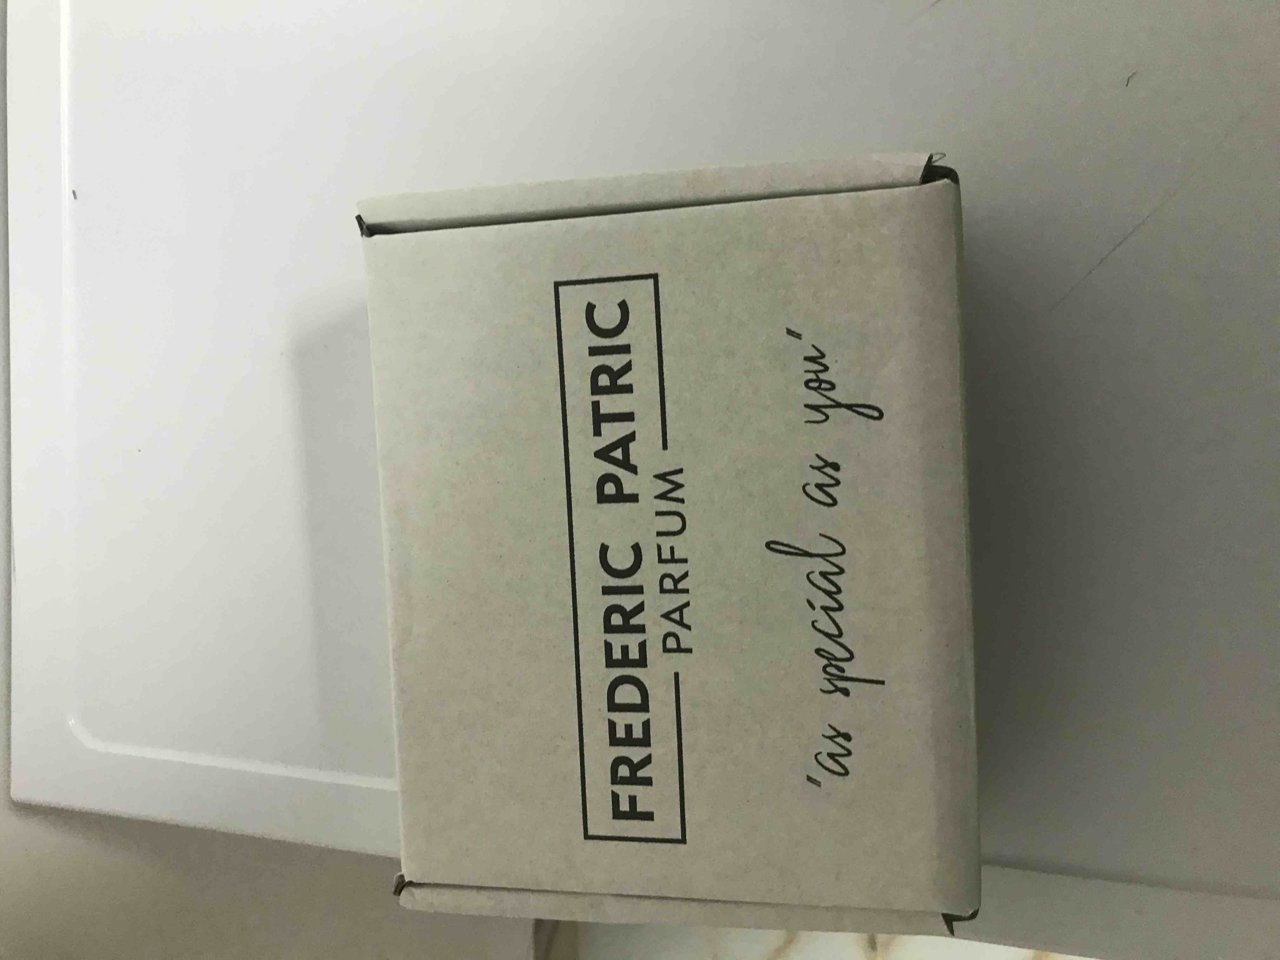 FREDERIC PATRIC
PARFUM
"as special as you"